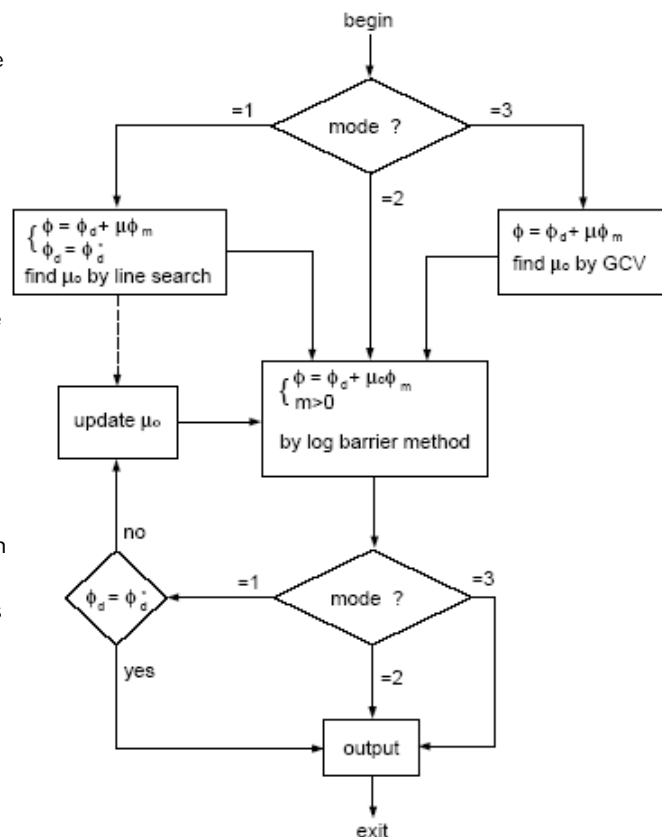 begin
mode ?
=1
=3
=2
ϕ = ϕd + μϕm
ϕd = ϕd*
find μo by line search
ϕ = ϕd + μϕm
find μo by GCV
update μo
ϕ = ϕd + μoϕm
m>0
by log barrier method
no
ϕd = ϕd*
=1
mode ?
=3
yes
=2
output
exit